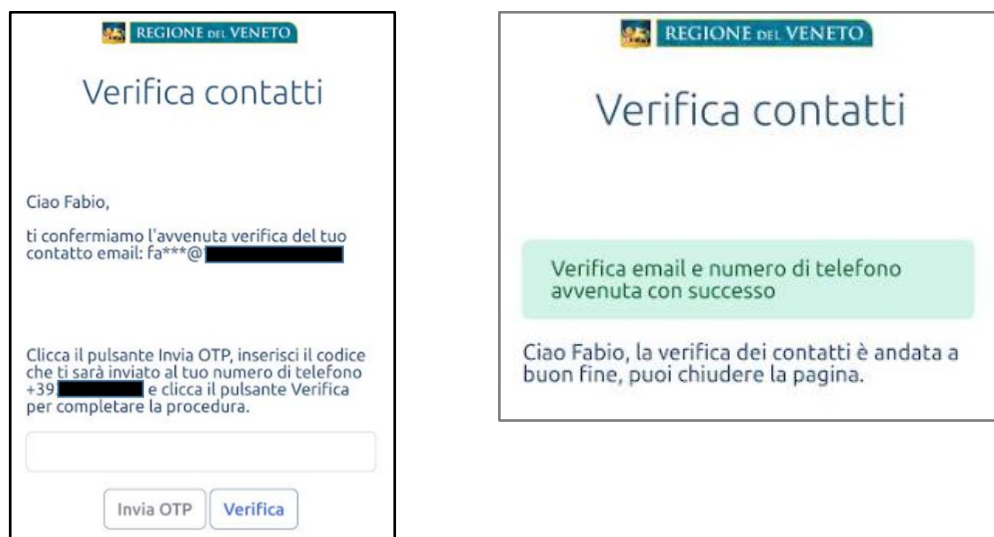 REGIONE DEL VENETO
Verifica contatti
Ciao Fabio,
ti confermiamo l'avvenuta verifica del tuo
contatto email: fa***@
Clicca il pulsante Invia OTP, inserisci il codice
che ti sarà inviato al tuo numero di telefono
+39 e clicca il pulsante Verifica
per completare la procedura.
Invia OTP Verifica
REGIONE DEL VENETO
Verifica contatti
Verifica email e numero di telefono
avvenuta con successo
Ciao Fabio, la verifica dei contatti è andata a
buon fine, puoi chiudere la pagina.